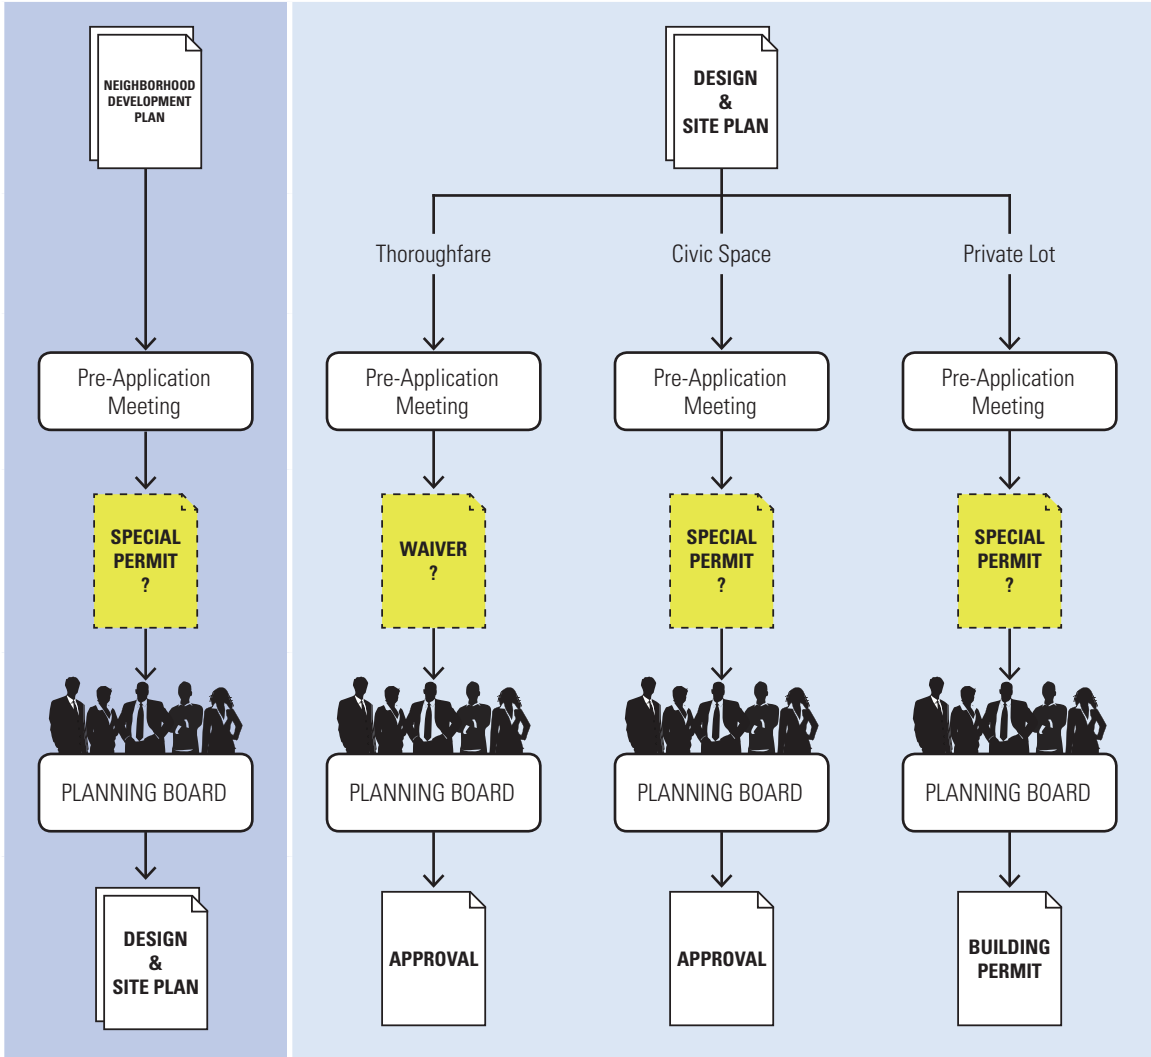 NEIGHBORHOOD
DEVELOPMENT
PLAN
Pre-Application
Meeting
SPECIAL
PERMIT
?
PLANNING BOARD
DESIGN
&
SITE PLAN
DESIGN
&
SITE PLAN
Thoroughfare
Pre-Application
Meeting
WAIVER
?
PLANNING BOARD
APPROVAL
Civic Space
Pre-Application
Meeting
SPECIAL
PERMIT
?
PLANNING BOARD
APPROVAL
Private Lot
Pre-Application
Meeting
SPECIAL
PERMIT
?
PLANNING BOARD
BUILDING
PERMIT